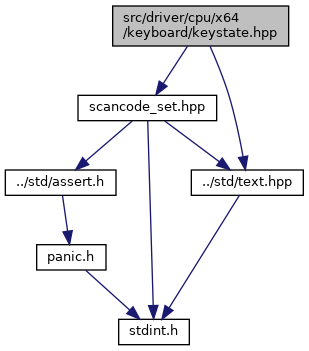 src/driver/cpu/x64
/keyboard/keystate.hpp
scancode_set.hpp
../std/assert.h
../std/text.hpp
panic.h
stdint.h